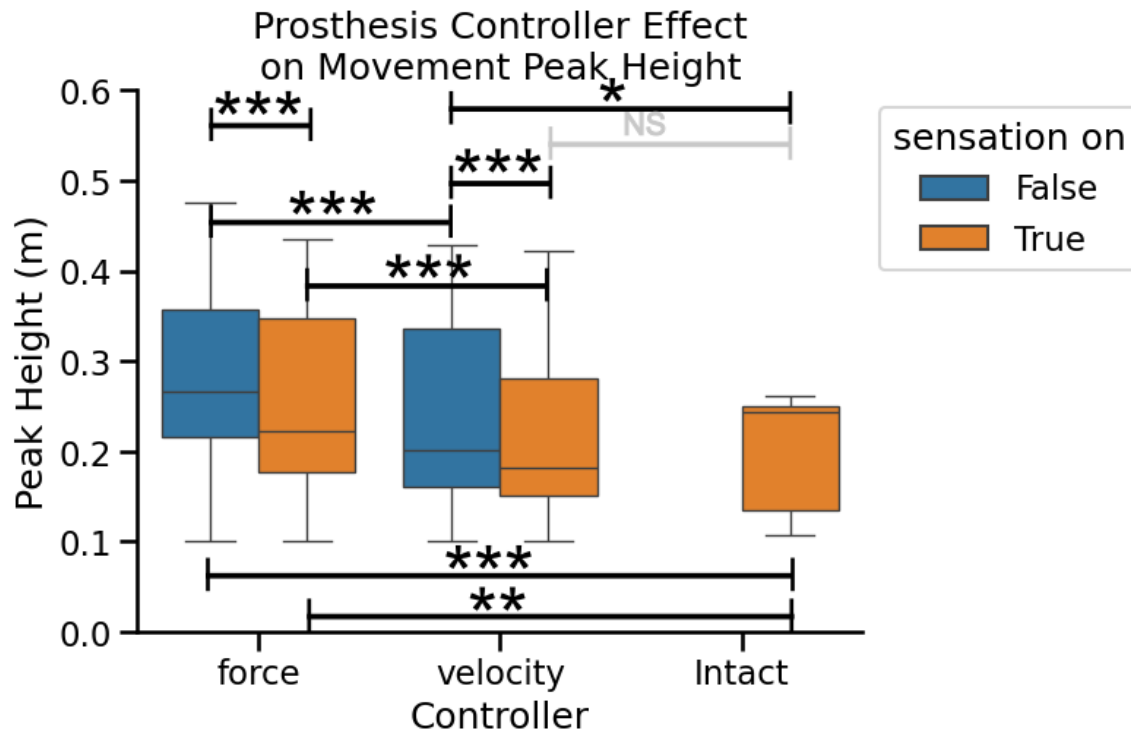 Prosthesis Controller Effect
on Movement Peak Height
0.6
0.5
0.4
0.3
0.2
0.1
0.0
Peak Height (m)
***
*
NS
***
***
***
***
**
force
velocity
Intact
Controller
sensation on
False
True